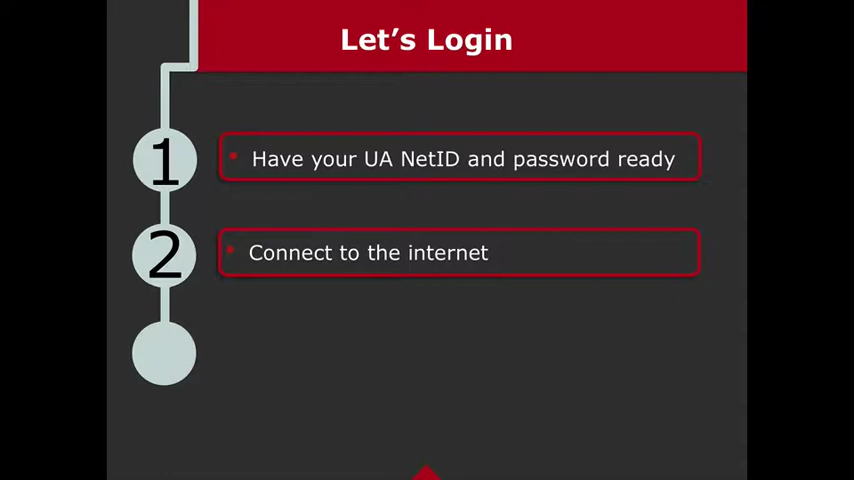 Let’s Login
1
• Have your UA NetID and password ready
2
• Connect to the internet